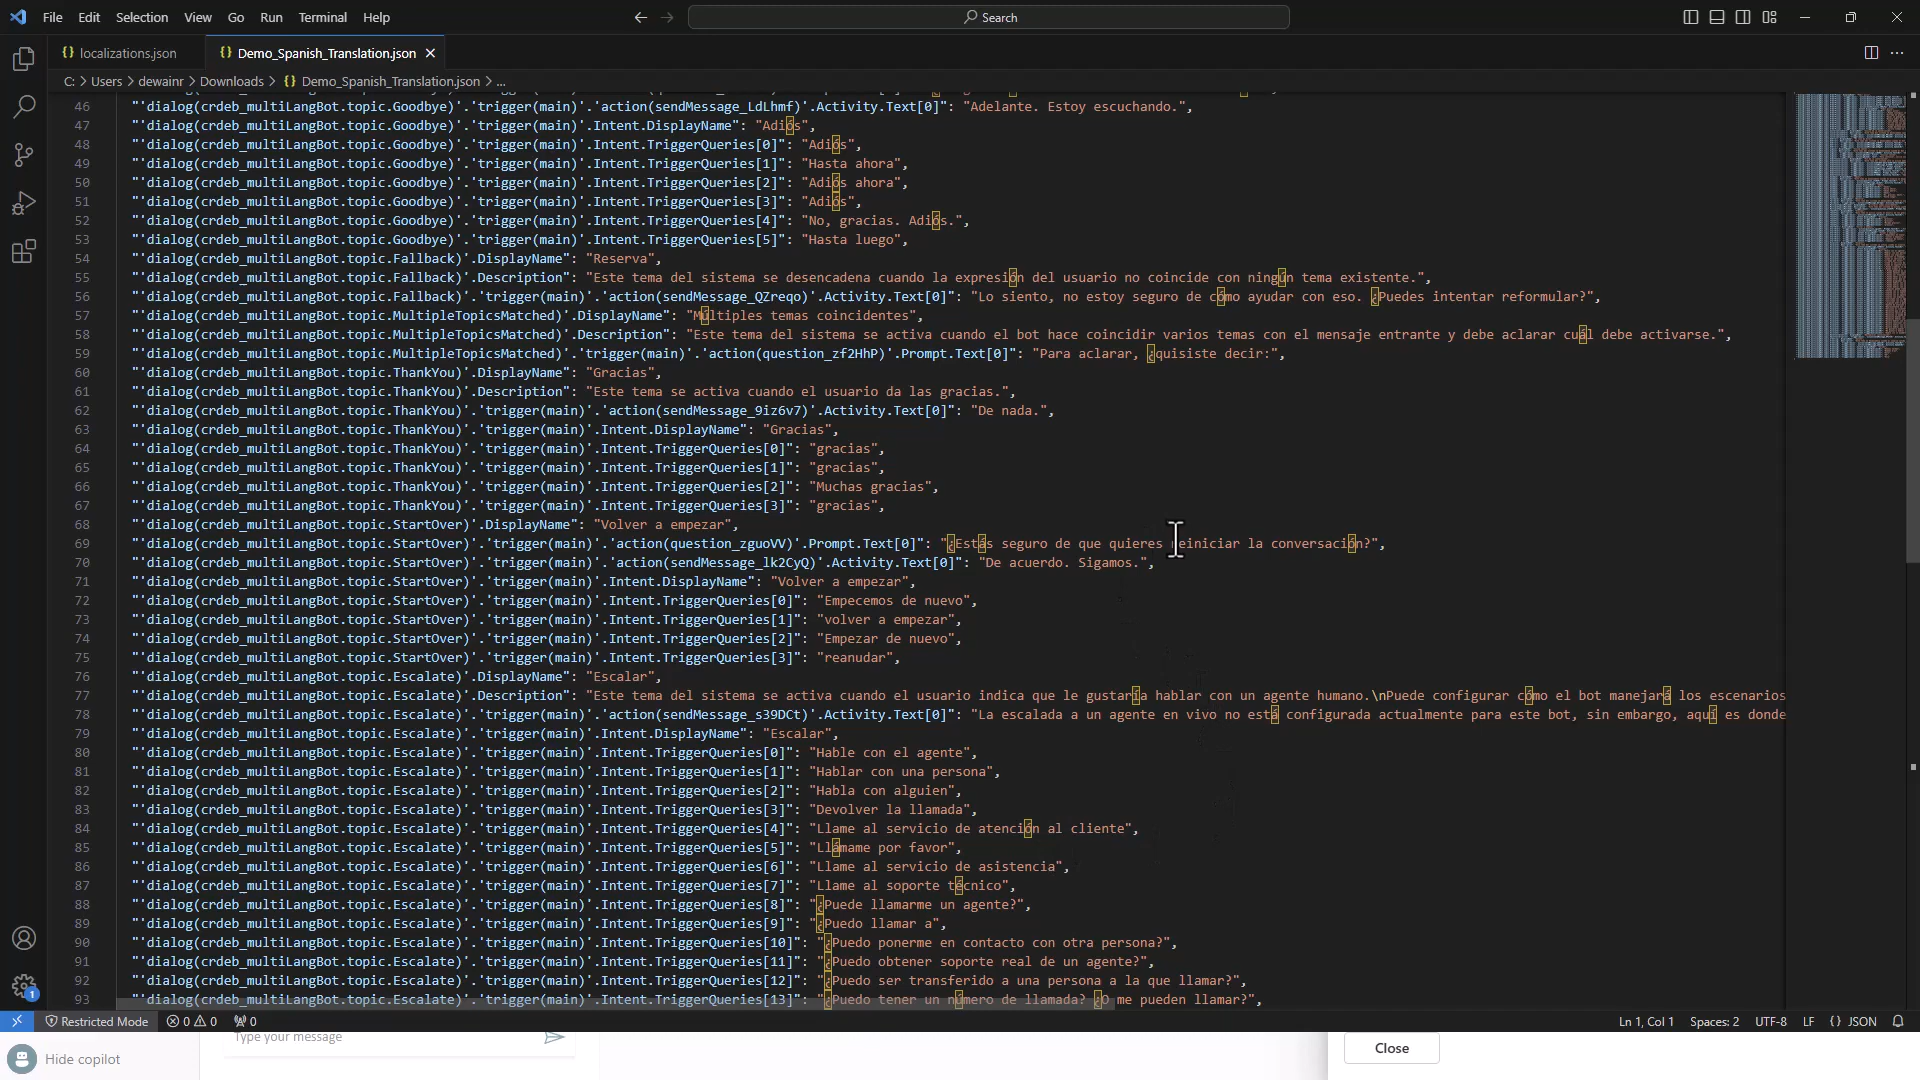 File Edit Selection View Go Run Terminal Help
Search
{} localizations.json
{} Demo_Spanish_Translation.json
C: > Users > dewainr > Downloads > {} Demo_Spanish_Translation.json > ...
46 "'dialog(crdeb_multiLangBot.topic.Goodbye)'.'trigger(main)'.'action(sendMessage_LdLhmf)'.Activity.Text[0]": "Adelante. Estoy escuchando.",
47 "'dialog(crdeb_multiLangBot.topic.Goodbye)'.'trigger(main)'.Intent.DisplayName": "Adiós",
48 "'dialog(crdeb_multiLangBot.topic.Goodbye)'.'trigger(main)'.Intent.TriggerQueries[0]": "Adiós",
49 "'dialog(crdeb_multiLangBot.topic.Goodbye)'.'trigger(main)'.Intent.TriggerQueries[1]": "Hasta ahora",
50 "'dialog(crdeb_multiLangBot.topic.Goodbye)'.'trigger(main)'.Intent.TriggerQueries[2]": "Adiós ahora",
51 "'dialog(crdeb_multiLangBot.topic.Goodbye)'.'trigger(main)'.Intent.TriggerQueries[3]": "Adiós",
52 "'dialog(crdeb_multiLangBot.topic.Goodbye)'.'trigger(main)'.Intent.TriggerQueries[4]": "No, gracias. Adiós.",
53 "'dialog(crdeb_multiLangBot.topic.Goodbye)'.'trigger(main)'.Intent.TriggerQueries[5]": "Hasta luego",
54 "'dialog(crdeb_multiLangBot.topic.Fallback)'.DisplayName": "Reserva",
55 "'dialog(crdeb_multiLangBot.topic.Fallback)'.Description": "Este tema del sistema se desencadena cuando la expresión del usuario no coincide con ningún tema existente.",
56 "'dialog(crdeb_multiLangBot.topic.Fallback)'.'trigger(main)'.'action(sendMessage_QZreqo)'.Activity.Text[0]": "Lo siento, no estoy seguro de cómo ayudar con eso. ¿Puedes intentar reformular?",
57 "'dialog(crdeb_multiLangBot.topic.MultipleTopicsMatched)'.DisplayName": "Múltiples temas coincidentes",
58 "'dialog(crdeb_multiLangBot.topic.MultipleTopicsMatched)'.Description": "Este tema del sistema se activa cuando el bot hace coincidir varios temas con el mensaje entrante y debe aclarar cuál debe activarse.",
59 "'dialog(crdeb_multiLangBot.topic.MultipleTopicsMatched)'.'trigger(main)'.'action(question_zf2HhP)'.Prompt.Text[0]": "Para aclarar, ¿quisiste decir:",
60 "'dialog(crdeb_multiLangBot.topic.ThankYou)'.DisplayName": "Gracias",
61 "'dialog(crdeb_multiLangBot.topic.ThankYou)'.Description": "Este tema se activa cuando el usuario da las gracias.",
62 "'dialog(crdeb_multiLangBot.topic.ThankYou)'.'trigger(main)'.'action(sendMessage_9iz6v7)'.Activity.Text[0]": "De nada.",
63 "'dialog(crdeb_multiLangBot.topic.ThankYou)'.'trigger(main)'.Intent.DisplayName": "Gracias",
64 "'dialog(crdeb_multiLangBot.topic.ThankYou)'.'trigger(main)'.Intent.TriggerQueries[0]": "gracias",
65 "'dialog(crdeb_multiLangBot.topic.ThankYou)'.'trigger(main)'.Intent.TriggerQueries[1]": "gracias",
66 "'dialog(crdeb_multiLangBot.topic.ThankYou)'.'trigger(main)'.Intent.TriggerQueries[2]": "Muchas gracias",
67 "'dialog(crdeb_multiLangBot.topic.ThankYou)'.'trigger(main)'.Intent.TriggerQueries[3]": "gracias",
68 "'dialog(crdeb_multiLangBot.topic.StartOver)'.DisplayName": "Volver a empezar",
69 "'dialog(crdeb_multiLangBot.topic.StartOver)'.'trigger(main)'.'action(question_zguoVV)'.Prompt.Text[0]": "¿Estás seguro de que quieres reiniciar la conversación?",
70 "'dialog(crdeb_multiLangBot.topic.StartOver)'.'trigger(main)'.'action(sendMessage_lk2CyQ)'.Activity.Text[0]": "De acuerdo. Sigamos.",
71 "'dialog(crdeb_multiLangBot.topic.StartOver)'.'trigger(main)'.Intent.DisplayName": "Volver a empezar",
72 "'dialog(crdeb_multiLangBot.topic.StartOver)'.'trigger(main)'.Intent.TriggerQueries[0]": "Empecemos de nuevo",
73 "'dialog(crdeb_multiLangBot.topic.StartOver)'.'trigger(main)'.Intent.TriggerQueries[1]": "volver a empezar",
74 "'dialog(crdeb_multiLangBot.topic.StartOver)'.'trigger(main)'.Intent.TriggerQueries[2]": "Empezar de nuevo",
75 "'dialog(crdeb_multiLangBot.topic.StartOver)'.'trigger(main)'.Intent.TriggerQueries[3]": "reanudar",
76 "'dialog(crdeb_multiLangBot.topic.Escalate)'.DisplayName": "Escalar",
77 "'dialog(crdeb_multiLangBot.topic.Escalate)'.Description": "Este tema del sistema se activa cuando el usuario indica que le gustaría hablar con un agente humano.\nPuede configurar cómo el bot manejará los escenarios
78 "'dialog(crdeb_multiLangBot.topic.Escalate)'.'trigger(main)'.'action(sendMessage_s39DCt)'.Activity.Text[0]": "La escalada a un agente en vivo no está configurada actualmente para este bot, sin embargo, aquí es donde
79 "'dialog(crdeb_multiLangBot.topic.Escalate)'.'trigger(main)'.Intent.DisplayName": "Escalar",
80 "'dialog(crdeb_multiLangBot.topic.Escalate)'.'trigger(main)'.Intent.TriggerQueries[0]": "Hable con el agente",
81 "'dialog(crdeb_multiLangBot.topic.Escalate)'.'trigger(main)'.Intent.TriggerQueries[1]": "Hablar con una persona",
82 "'dialog(crdeb_multiLangBot.topic.Escalate)'.'trigger(main)'.Intent.TriggerQueries[2]": "Habla con alguien",
83 "'dialog(crdeb_multiLangBot.topic.Escalate)'.'trigger(main)'.Intent.TriggerQueries[3]": "Devolver la llamada",
84 "'dialog(crdeb_multiLangBot.topic.Escalate)'.'trigger(main)'.Intent.TriggerQueries[4]": "Llame al servicio de atención al cliente",
85 "'dialog(crdeb_multiLangBot.topic.Escalate)'.'trigger(main)'.Intent.TriggerQueries[5]": "Llámame por favor",
86 "'dialog(crdeb_multiLangBot.topic.Escalate)'.'trigger(main)'.Intent.TriggerQueries[6]": "Llame al servicio de asistencia",
87 "'dialog(crdeb_multiLangBot.topic.Escalate)'.'trigger(main)'.Intent.TriggerQueries[7]": "Llame al soporte técnico",
88 "'dialog(crdeb_multiLangBot.topic.Escalate)'.'trigger(main)'.Intent.TriggerQueries[8]": "¿Puede llamarme un agente?",
89 "'dialog(crdeb_multiLangBot.topic.Escalate)'.'trigger(main)'.Intent.TriggerQueries[9]": "¿Puedo llamar a",
90 "'dialog(crdeb_multiLangBot.topic.Escalate)'.'trigger(main)'.Intent.TriggerQueries[10]": "¿Puedo ponerme en contacto con otra persona?",
91 "'dialog(crdeb_multiLangBot.topic.Escalate)'.'trigger(main)'.Intent.TriggerQueries[11]": "¿Puedo obtener soporte real de un agente?",
92 "'dialog(crdeb_multiLangBot.topic.Escalate)'.'trigger(main)'.Intent.TriggerQueries[12]": "¿Puedo ser transferido a una persona a la que llamar?",
93 "'dialog(crdeb_multiLangBot.topic.Escalate)'.'trigger(main)'.Intent.TriggerQueries[13]": "¿Puedo tener un número de llamada? ¿O me pueden llamar?",
1
Restricted Mode 0 0 0
Ln 1, Col 1 Spaces: 2 UTF-8 LF {} JSON
Type your message
Hide copilot
Close